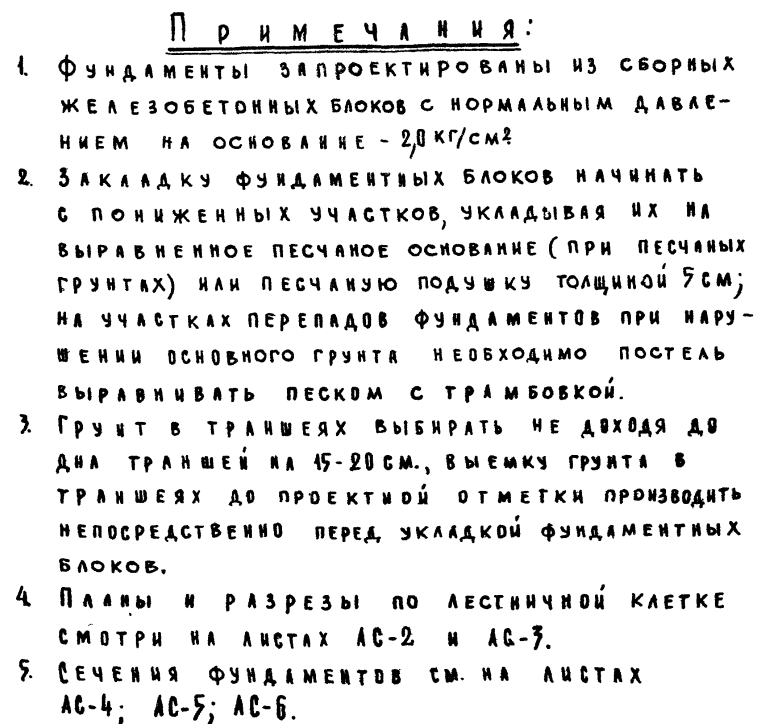 Примечания:
1. Фундаменты запроектированы из сборных
железобетонных блоков с нормальным давле-
нием на основание - 2,0 кг/см²
2. Закладку фундаментных блоков начинать
с пониженных участков, укладывая их на
выравненное песчаное основание (при песчаных
грунтах) или песчаную подушку толщиной 5 см;
на участках перепадов фундаментов при нару-
шении основного грунта необходимо постель
выравнивать песком с трамбовкой.
3. Грунт в траншеях выбирать не доходя до
дна траншей на 15-20 см., выемку грунта в
траншеях до проектной отметки производить
непосредственно перед укладкой фундаментных
блоков.
4. Планы и разрезы по лестничной клетке
смотри на листах АС-2 и АС-3.
5. Сечения фундаментов см. на листах
АС-4; АС-5; АС-6.